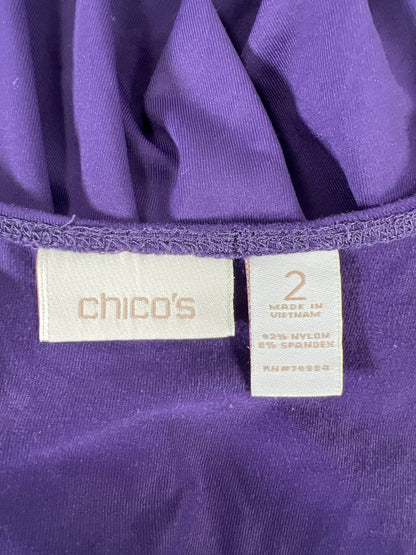 chico's
2
MADE IN
VIETNAM
92% NYLON
8% SPANDEX
RN#78984